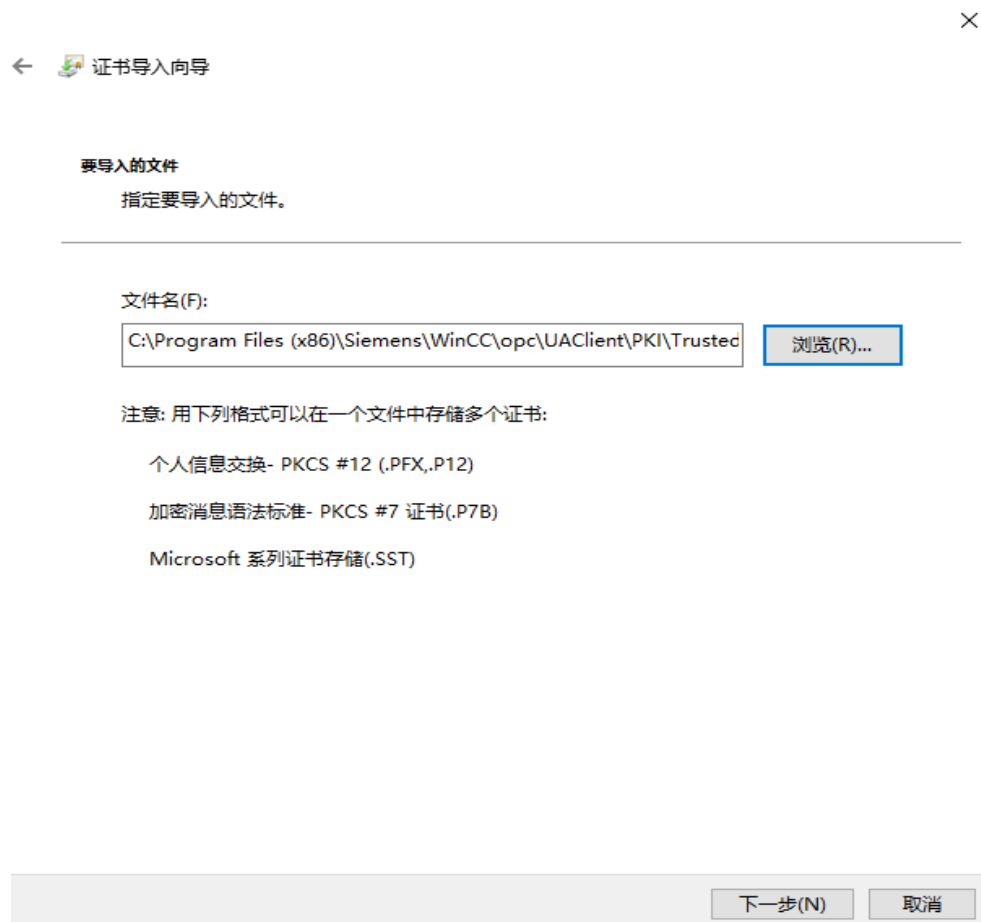 证书导入向导
要导入的文件
指定要导入的文件。
文件名(F):
C:\Program Files (x86)\Siemens\WinCC\opc\UAClient\PKI\Trusted
浏览(R)...
注意: 用下列格式可以在一个文件中存储多个证书:
个人信息交换- PKCS #12 (.PFX,.P12)
加密消息语法标准- PKCS #7 证书(.P7B)
Microsoft 系列证书存储(.SST)
下一步(N)
取消